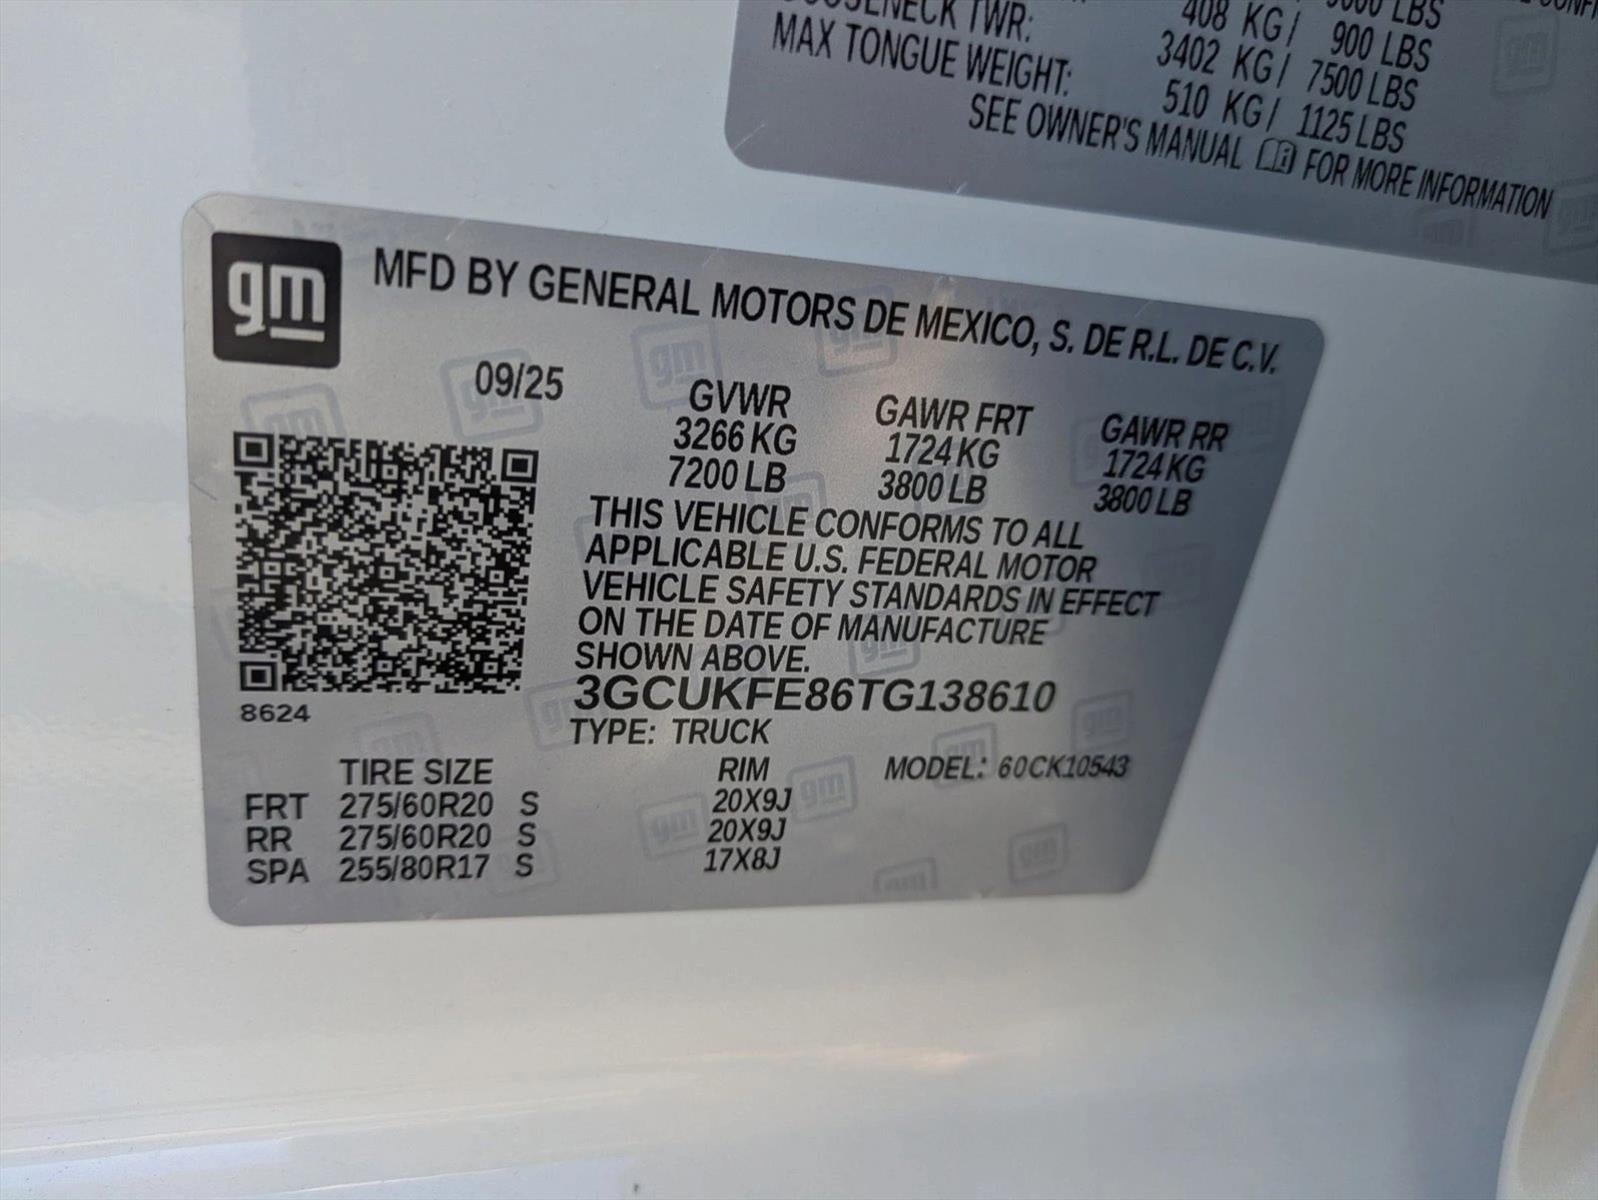 LBS
408 KG/ 900 LBS
GOOSENECK TWR: 3402 KG/ 7500 LBS
MAX TONGUE WEIGHT: 510 KG/ 1125 LBS
SEE OWNER'S MANUAL FOR MORE INFORMATION
gm
MFD BY GENERAL MOTORS DE MEXICO, S. DE R.L. DE C.V.
09/25
GVWR GAWR FRT GAWR RR
3266 KG 1724 KG 1724 KG
7200 LB 3800 LB 3800 LB
THIS VEHICLE CONFORMS TO ALL
APPLICABLE U.S. FEDERAL MOTOR
VEHICLE SAFETY STANDARDS IN EFFECT
ON THE DATE OF MANUFACTURE
SHOWN ABOVE.
3GCUKFE86TG138610
8624
TYPE: TRUCK
TIRE SIZE RIM MODEL: 60CK10543
FRT 275/60R20 S 20X9J
RR 275/60R20 S 20X9J
SPA 255/80R17 S 17X8J